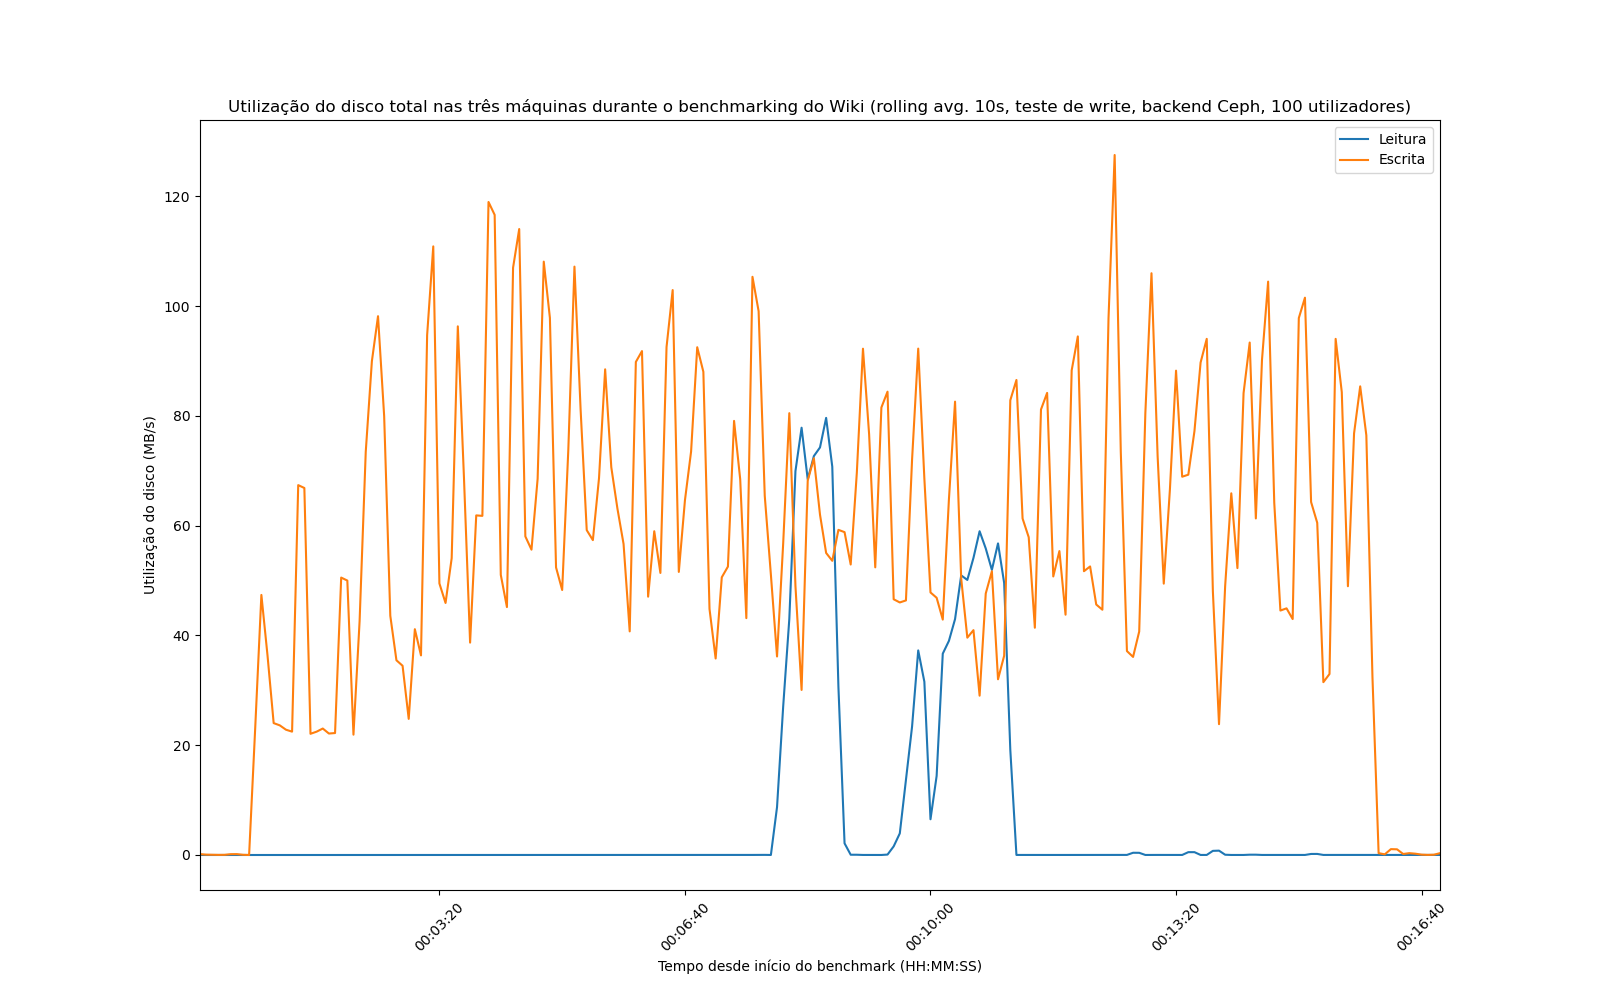 Utilização do disco total nas três máquinas durante o benchmarking do Wiki (rolling avg. 10s, teste de write, backend Ceph, 100 utilizadores)
Leitura
Escrita
120
100
80
60
40
20
0
Utilização do disco (MB/s)
00:03:20
00:06:40
00:10:00
00:13:20
00:16:40
Tempo desde início do benchmark (HH:MM:SS)